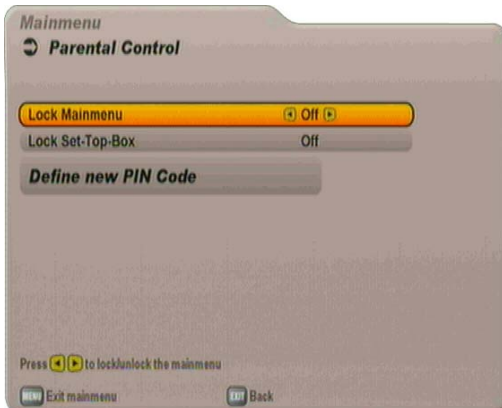 Mainmenu
Parental Control
Lock Mainmenu Off
Lock Set-Top-Box Off
Define new PIN Code
Press to lock/unlock the mainmenu
MENU Exit mainmenu EXIT Back